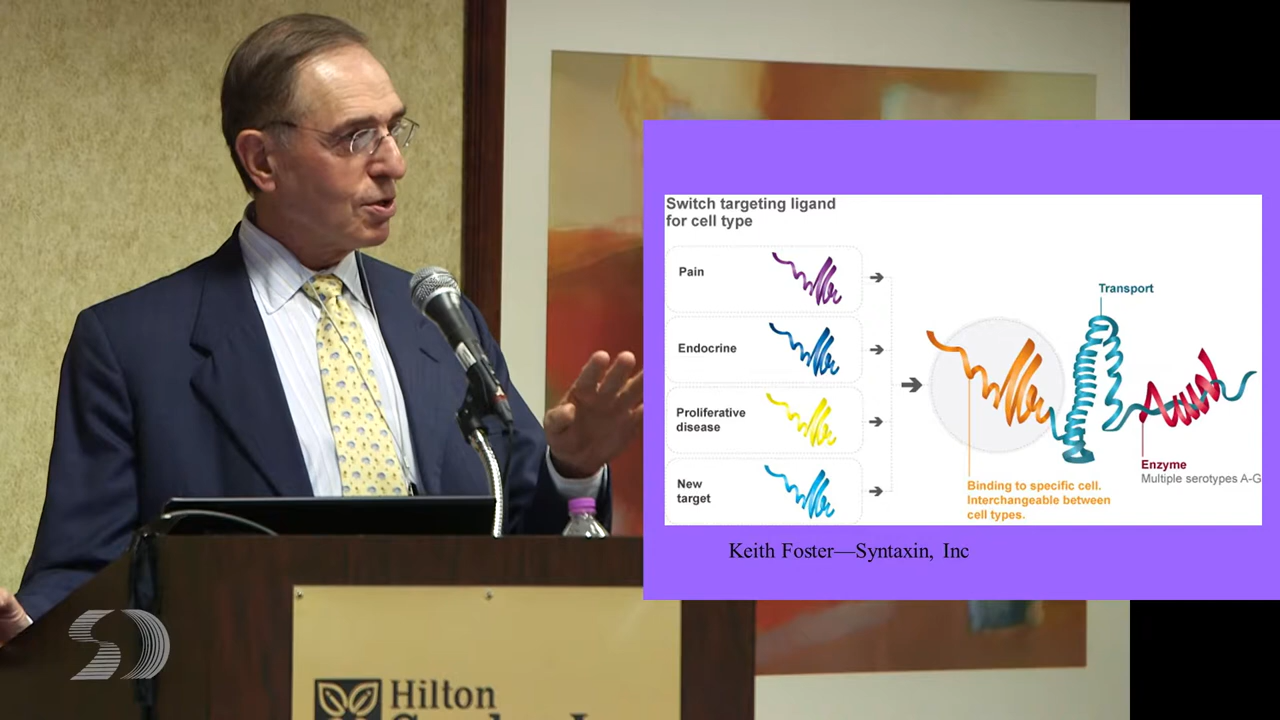 Switch targeting ligand
for cell type
Pain
Endocrine
Proliferative
disease
New
target
Transport
Enzyme
Multiple serotypes A-G
Binding to specific cell.
Interchangeable between
cell types.
Keith Foster—Syntaxin, Inc
Hilton